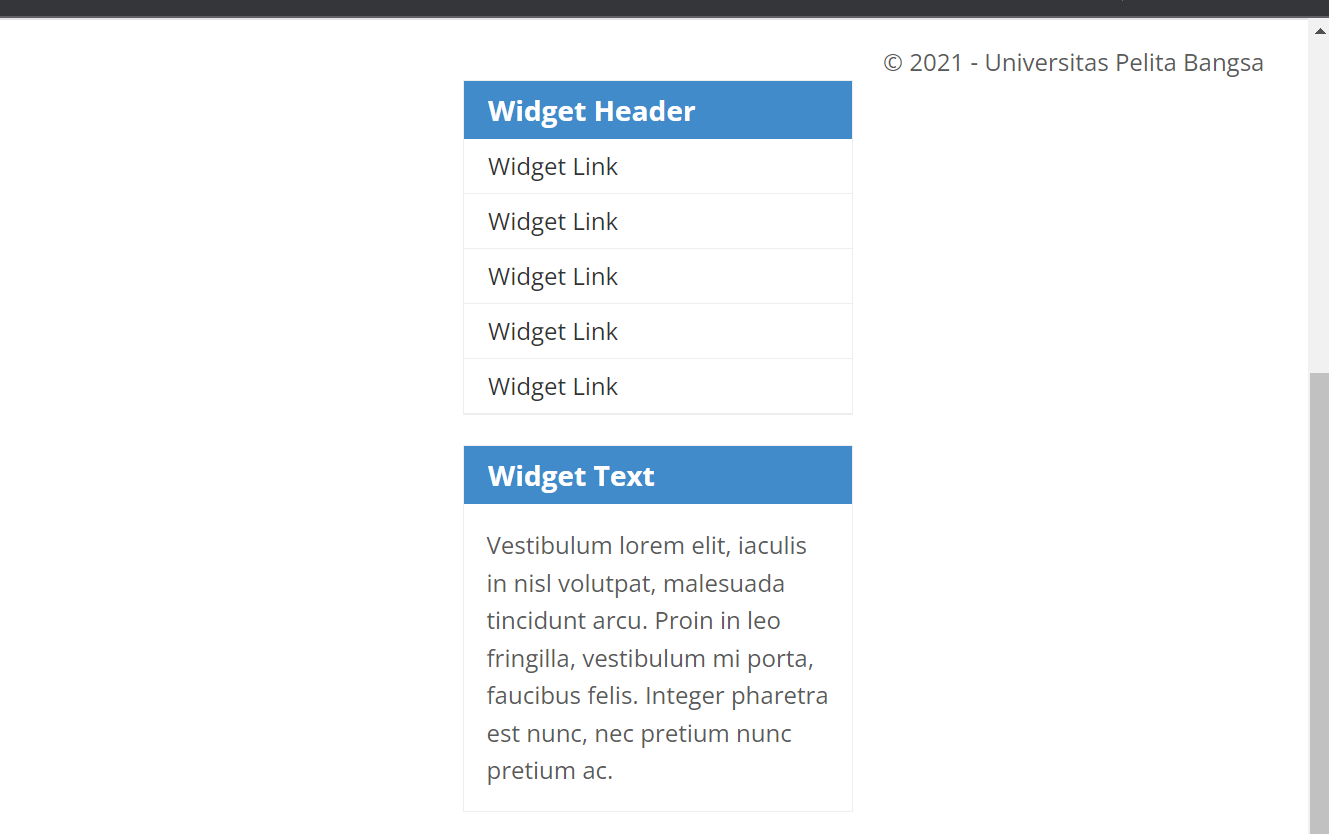 © 2021 - Universitas Pelita Bangsa
Widget Header
Widget Link
Widget Link
Widget Link
Widget Link
Widget Link
Widget Text
Vestibulum lorem elit, iaculis
in nisl volutpat, malesuada
tincidunt arcu. Proin in leo
fringilla, vestibulum mi porta,
faucibus felis. Integer pharetra
est nunc, nec pretium nunc
pretium ac.